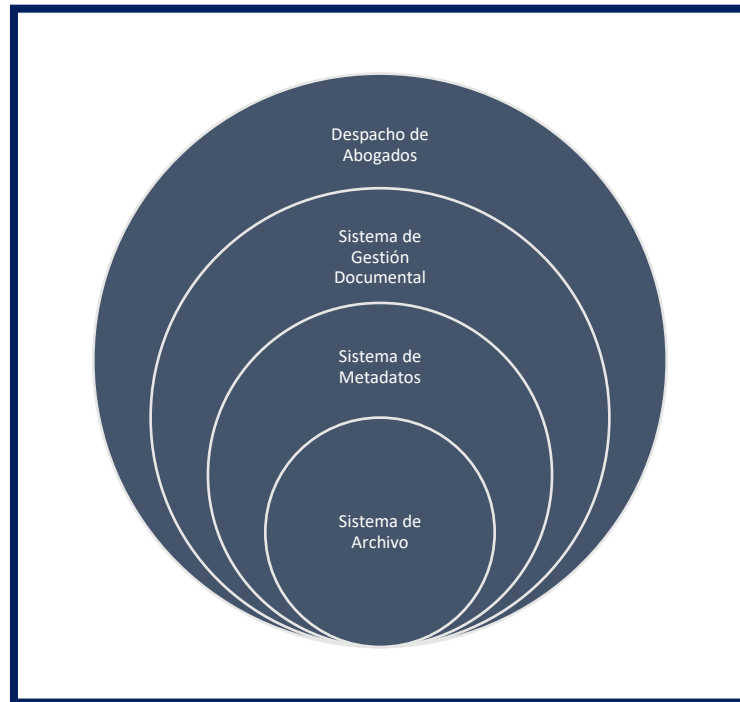 Despacho de
Abogados
Sistema de
Gestión
Documental
Sistema de
Metadatos
Sistema de
Archivo